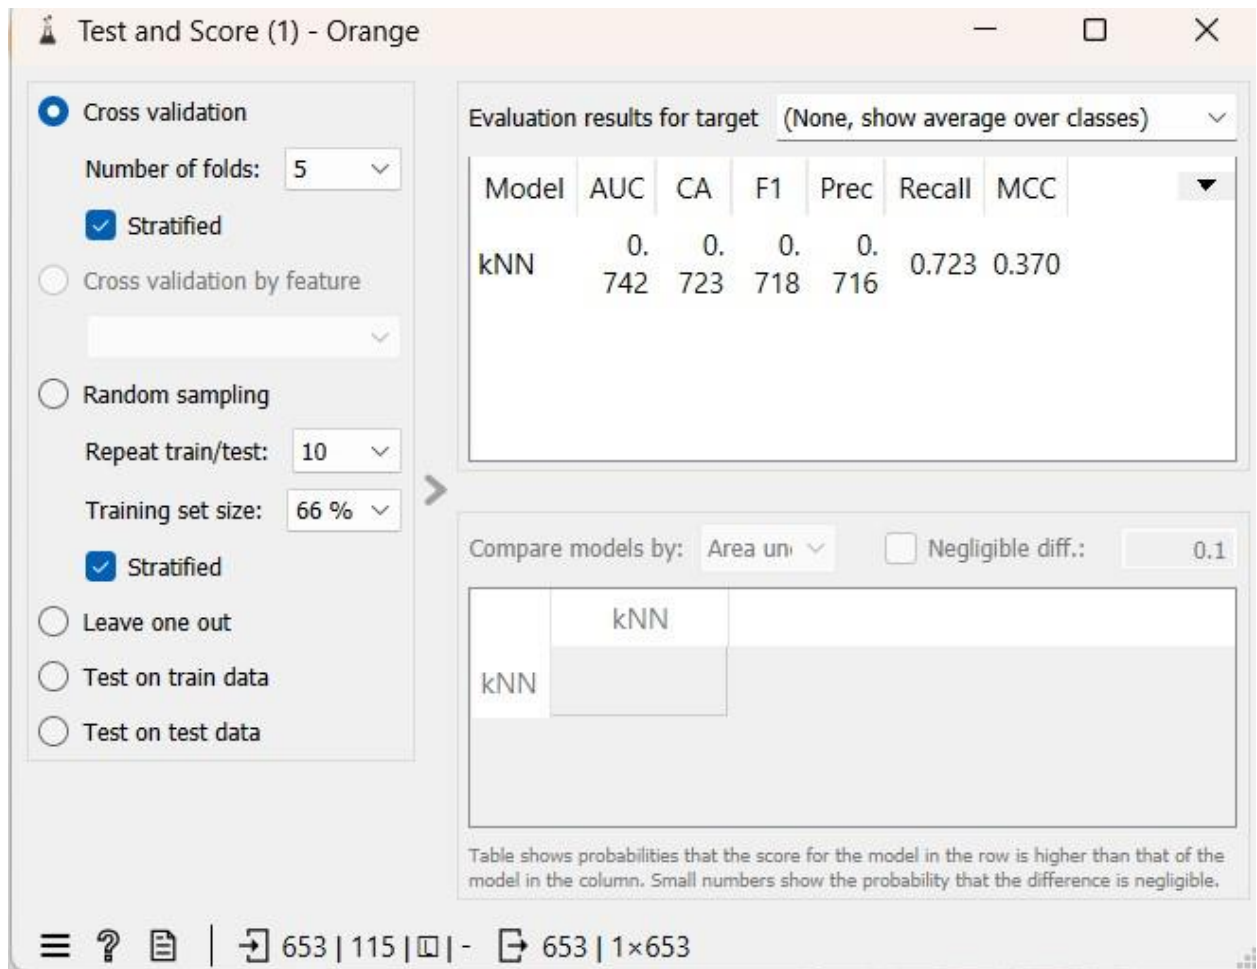 Test and Score (1) - Orange
Cross validation
Number of folds: 5
Stratified
Cross validation by feature
Random sampling
Repeat train/test: 10
Training set size: 66 %
Stratified
Leave one out
Test on train data
Test on test data
Evaluation results for target (None, show average over classes)
Model AUC CA F1 Prec Recall MCC
kNN 0.742 0.723 0.718 0.716 0.723 0.370
Compare models by: Area un Negligible diff.: 0.1
kNN
kNN
Table shows probabilities that the score for the model in the row is higher than that of the
model in the column. Small numbers show the probability that the difference is negligible.
653 | 115 | | - 653 | 1×653